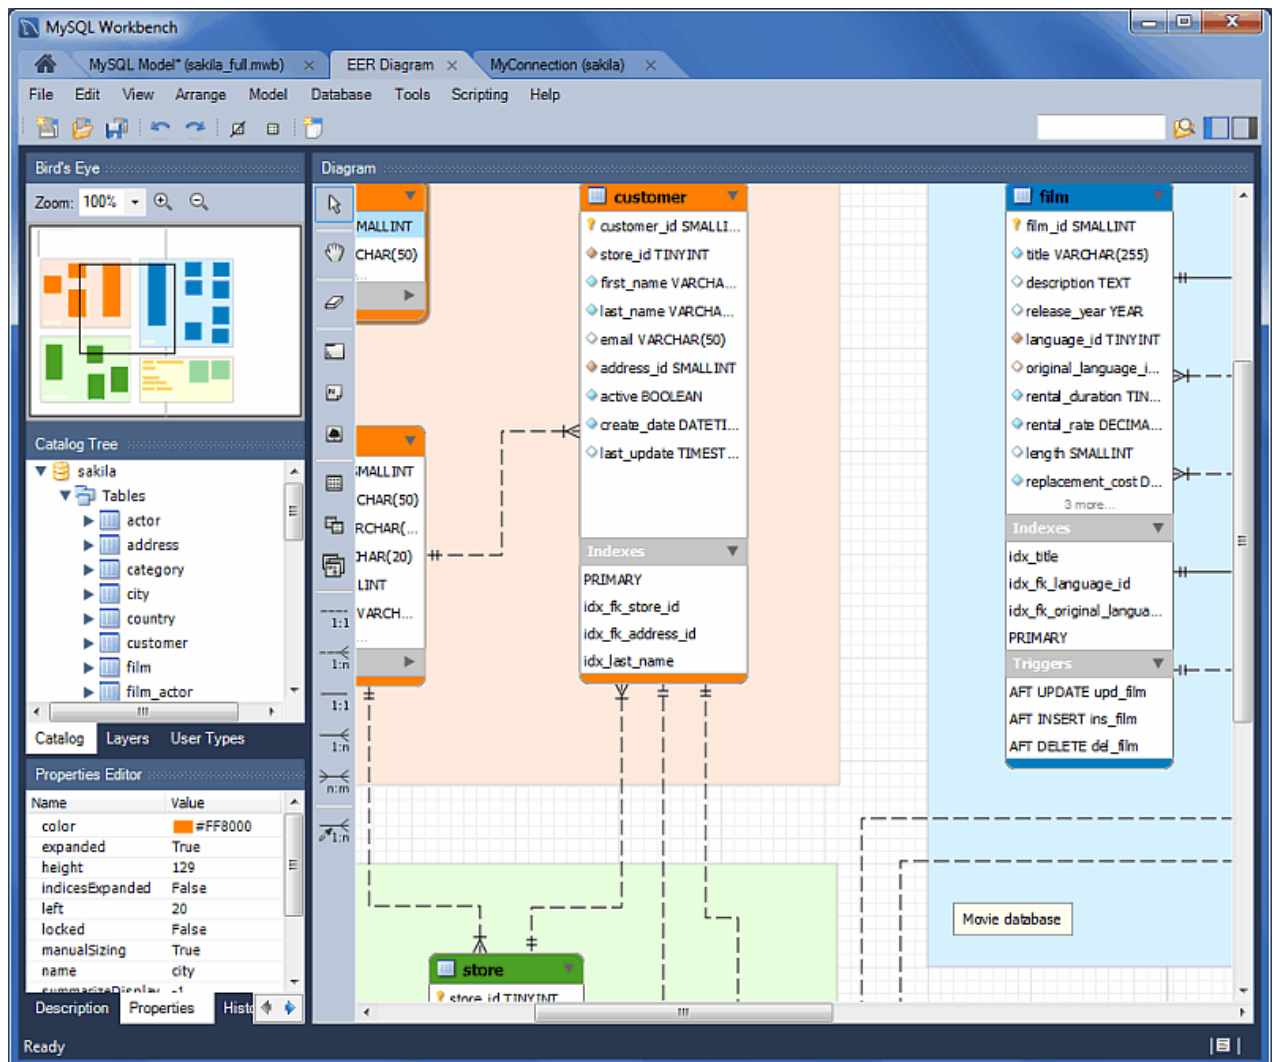 MySQL Workbench
MySQL Model* (sakila_full.mwb)
EER Diagram
MyConnection (sakila)
File Edit View Arrange Model Database Tools Scripting Help
Bird's Eye
Zoom: 100%
Catalog Tree
sakila
Tables
actor
address
category
city
country
customer
film
film_actor
Catalog Layers User Types
Properties Editor
Name Value
color #FF8000
expanded True
height 129
indicesExpanded False
left 20
locked False
manualSizing True
name city
summarizeDisplay -1
Description Properties Histo
Diagram
1:1
1:n
1:1
1:n
n:m
1:n
MALLINT
CHAR(50)
SMALLINT
CHAR(50)
RCHAR(...
HAR(20)
LINT
VARCH...
...
customer
customer_id SMALLI...
store_id TINYINT
first_name VARCHA...
last_name VARCHA...
email VARCHAR(50)
address_id SMALLINT
active BOOLEAN
create_date DATETI...
last_update TIMEST...
Indexes
PRIMARY
idx_fk_store_id
idx_fk_address_id
idx_last_name
store
store_id TINYINT
film
film_id SMALLINT
title VARCHAR(255)
description TEXT
release_year YEAR
language_id TINYINT
original_language_i...
rental_duration TIN...
rental_rate DECIMA...
length SMALLINT
replacement_cost D...
3 more...
Indexes
idx_title
idx_fk_language_id
idx_fk_original_langua...
PRIMARY
Triggers
AFT UPDATE upd_film
AFT INSERT ins_film
AFT DELETE del_film
Movie database
Ready